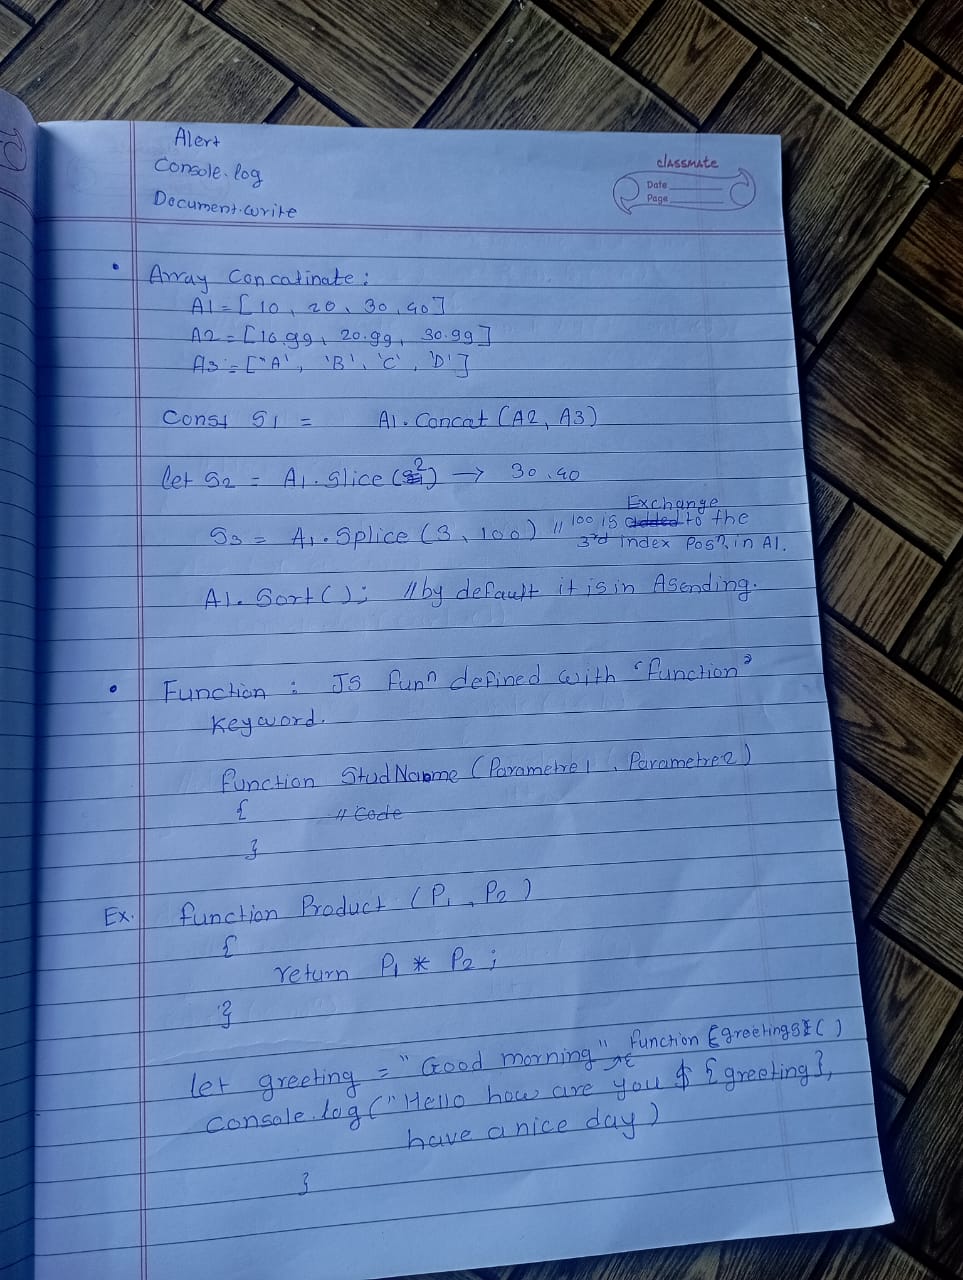 Alert
Console.log
Document.write
classmate
Date
Page
• Array Concatinate :
A1 = [10, 20, 30, 40]
A2 = [16.99, 20.99, 30.99]
A3 = ["A', 'B', 'C', 'D']
Const S1 = A1.Concat (A2, A3)
let S2 = A1.Slice (2) → 30, 40
Exchange
S3 = A1.Splice (3, 100) // 100 is added to the
3rd index Posn, in A1.
A1.Sort(); // by default it is in Asending.
• Function : JS funn defined with 'function'
keyword.
function StudName (Parametre1, Parametre2)
{ // Code
}
Ex. function Product (P1, P2)
{
return P1 * P2;
}
let greeting = "Good morning" function {greetings}()
console.log ("Hello how are you $ {greeting},
have a nice day)
}